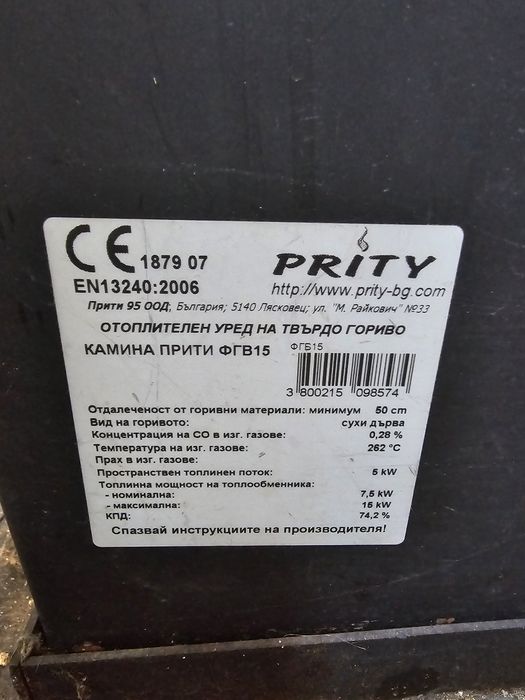 CE 1879 07
PRITY
EN13240:2006
http://www.prity-bg.com
Прити 95 ООД, България; 5140 Лясковец; ул. "М. Райкович" №33
ОТОПЛИТЕЛЕН УРЕД НА ТВЪРДО ГОРИВО
КАМИНА ПРИТИ ФГВ15
ФГБ15
3 800215 098574
Отдалеченост от горивни материали: минимум 50 cm
Вид на горивото: сухи дърва
Концентрация на CO в изг. газове: 0,28 %
Температура на изг. газове: 262 °C
Прах в изг. газове:
Пространствен топлинен поток: 5 kW
Топлинна мощност на топлообменника:
- номинална: 7,5 kW
- максимална: 15 kW
КПД: 74,2 %
Спазвай инструкциите на производителя!